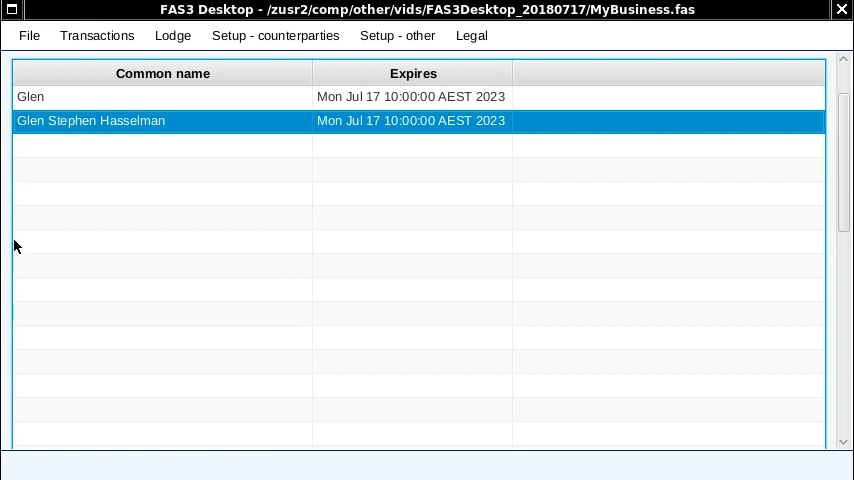 FAS3 Desktop - /zusr2/comp/other/vids/FAS3Desktop_20180717/MyBusiness.fas
File Transactions Lodge Setup - counterparties Setup - other Legal
Common name Expires
Glen Mon Jul 17 10:00:00 AEST 2023
Glen Stephen Hasselman Mon Jul 17 10:00:00 AEST 2023